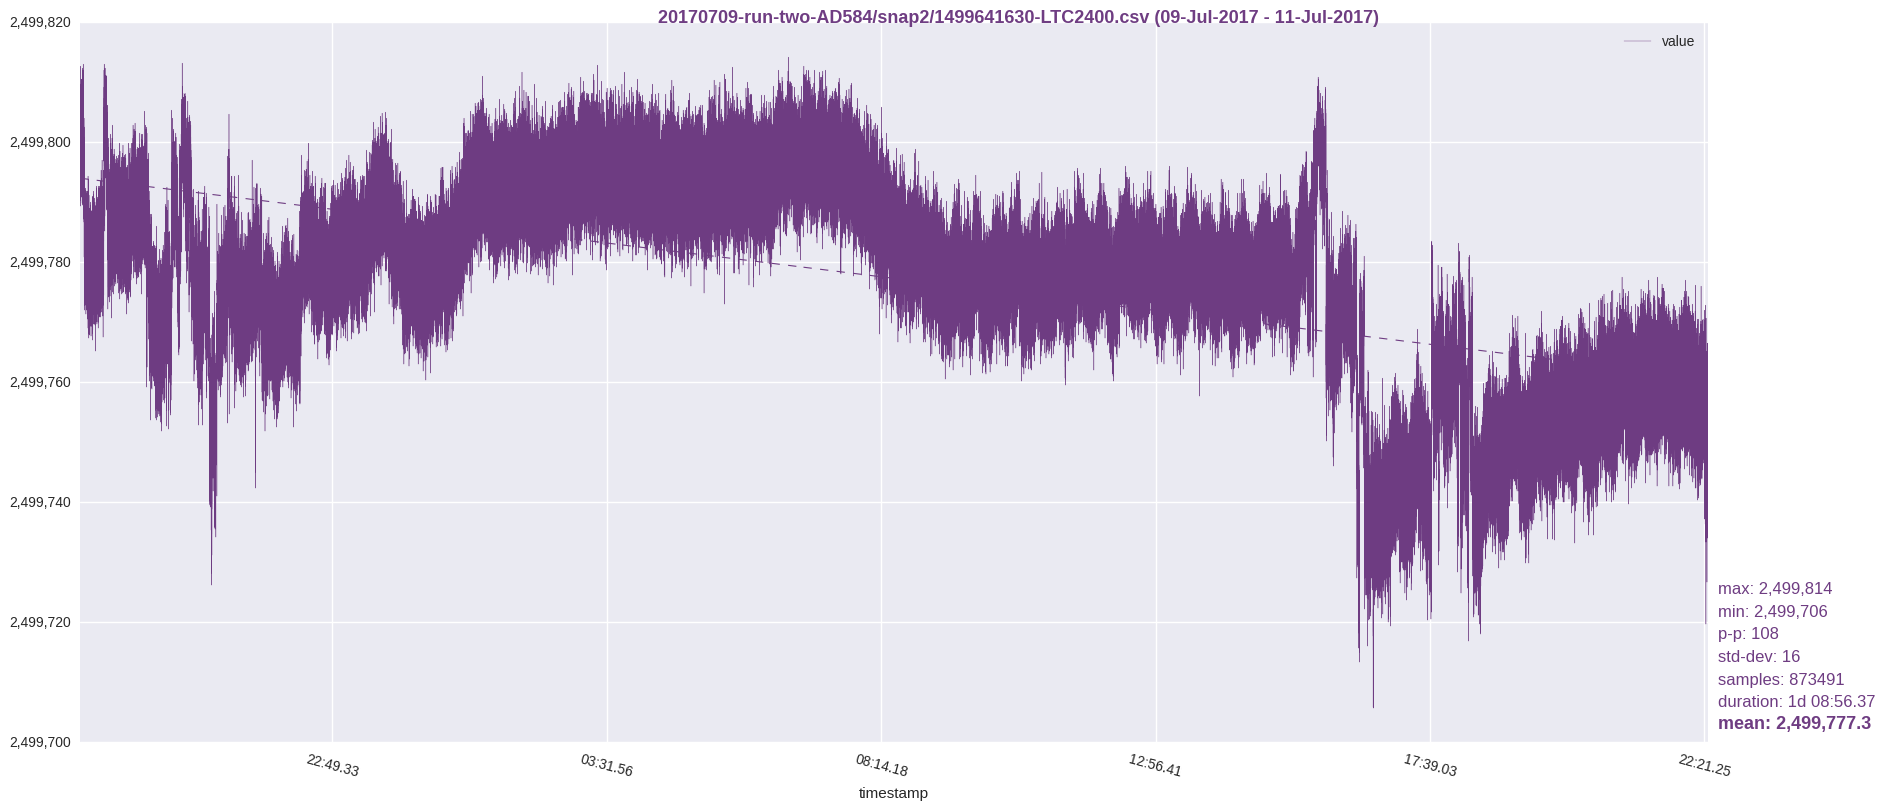 20170709-run-two-AD584/snap2/1499641630-LTC2400.csv (09-Jul-2017 - 11-Jul-2017)
2,499,820
value
2,499,800
2,499,780
2,499,760
2,499,740
2,499,720
2,499,700
max: 2,499,814
min: 2,499,706
p-p: 108
std-dev: 16
samples: 873491
duration: 1d 08:56.37
mean: 2,499,777.3
22:49.33
03:31.56
08:14.18
12:56.41
17:39.03
22:21.25
timestamp